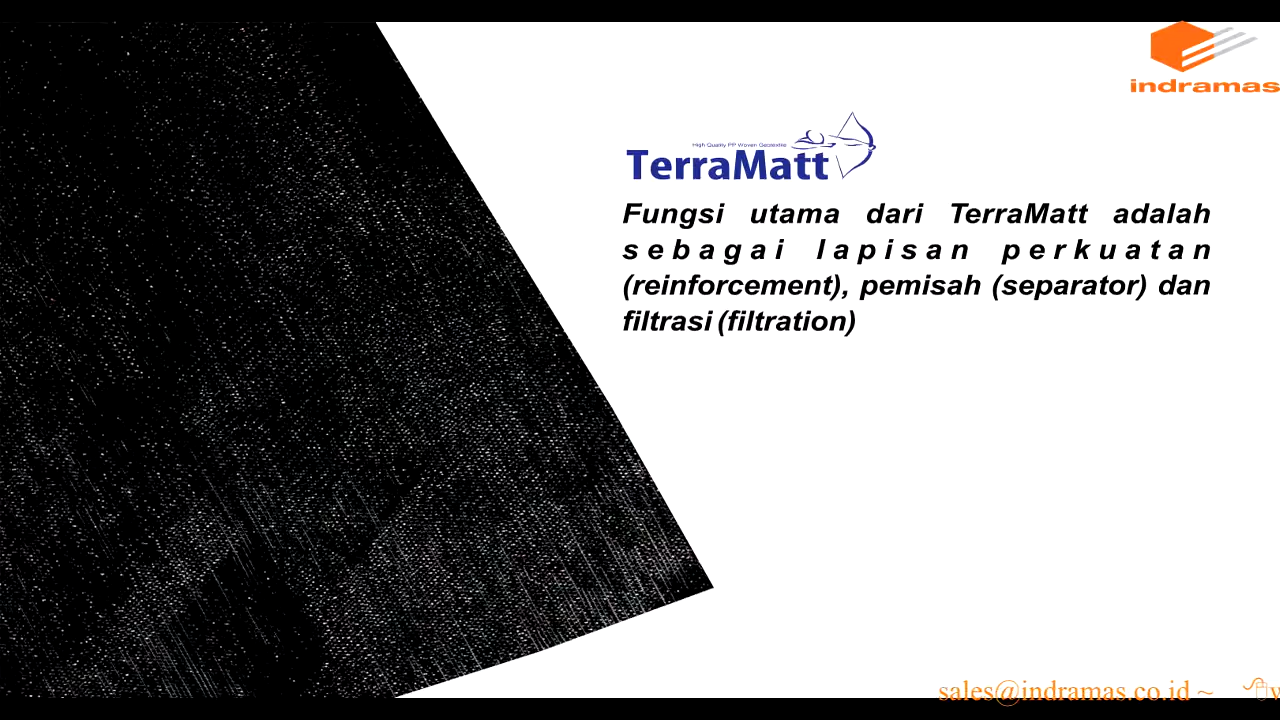 indramas
High Quality PP Woven Geotextile
TerraMatt
Fungsi utama dari TerraMatt adalah
sebagai lapisan perkuatan
(reinforcement), pemisah (separator) dan
filtrasi (filtration)
sales@indramas.co.id ~